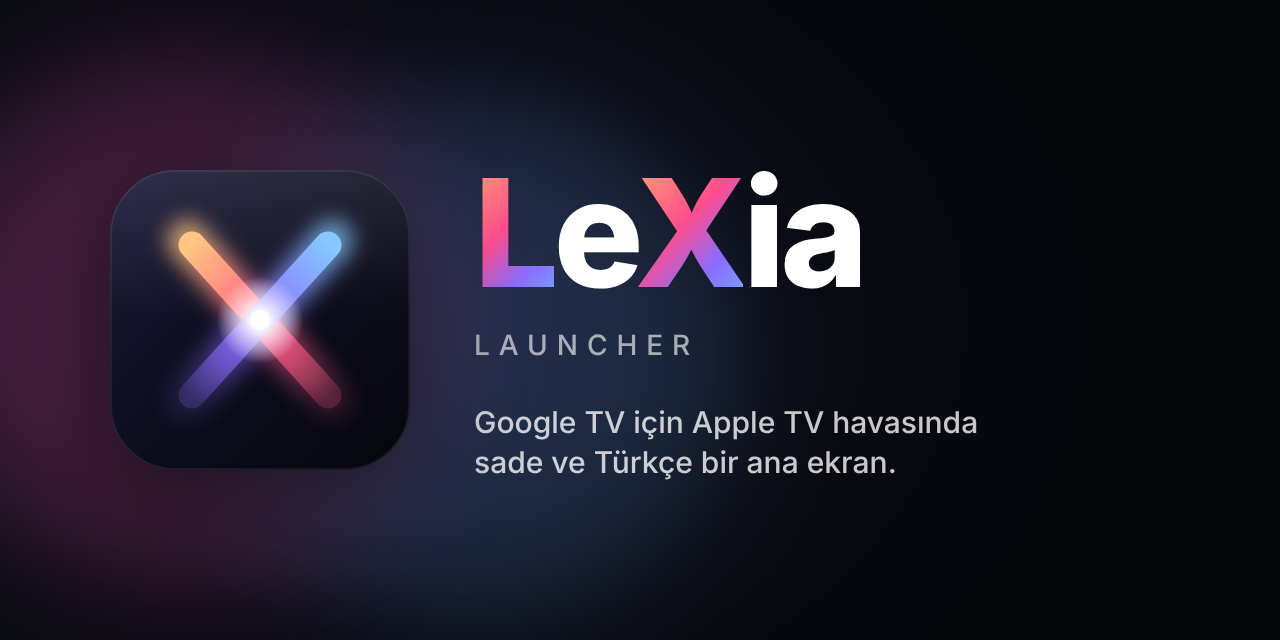 LeXia
LAUNCHER
Google TV için Apple TV havasında
sade ve Türkçe bir ana ekran.